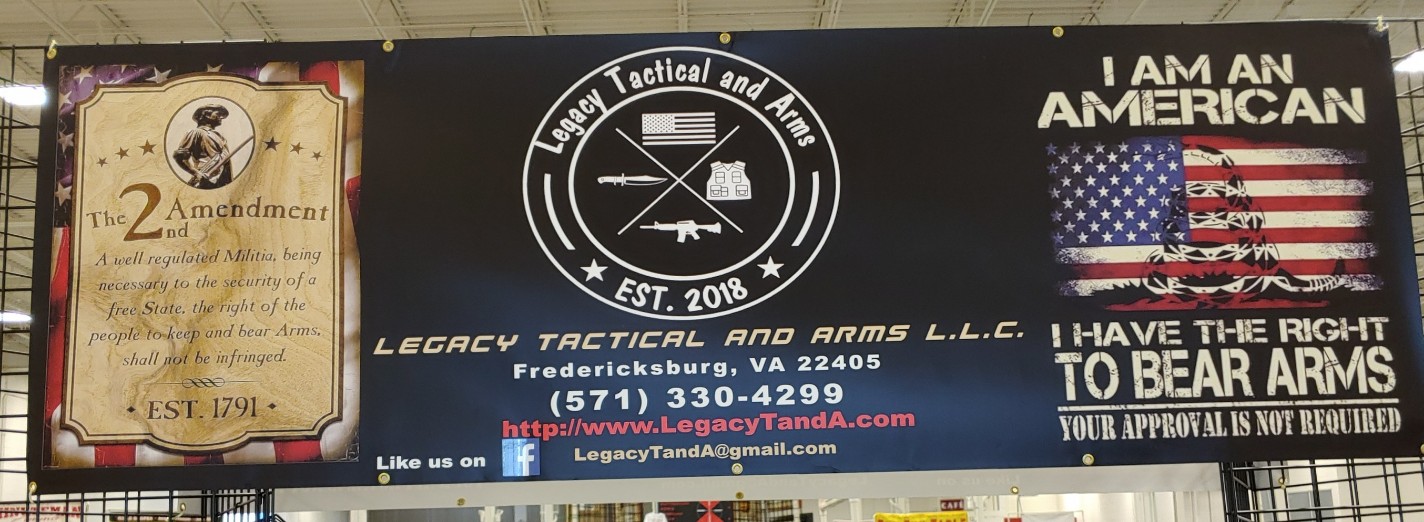 The 2nd Amendment
A well regulated Militia, being
necessary to the security of a
free State, the right of the
people to keep and bear Arms,
shall not be infringed.
EST. 1791
Legacy Tactical and Arms
EST. 2018
LEGACY TACTICAL AND ARMS L.L.C.
Fredericksburg, VA 22405
(571) 330-4299
http://www.LegacyTandA.com
Like us on f
LegacyTandA@gmail.com
I AM AN
AMERICAN
I HAVE THE RIGHT
TO BEAR ARMS
YOUR APPROVAL IS NOT REQUIRED
CAFE